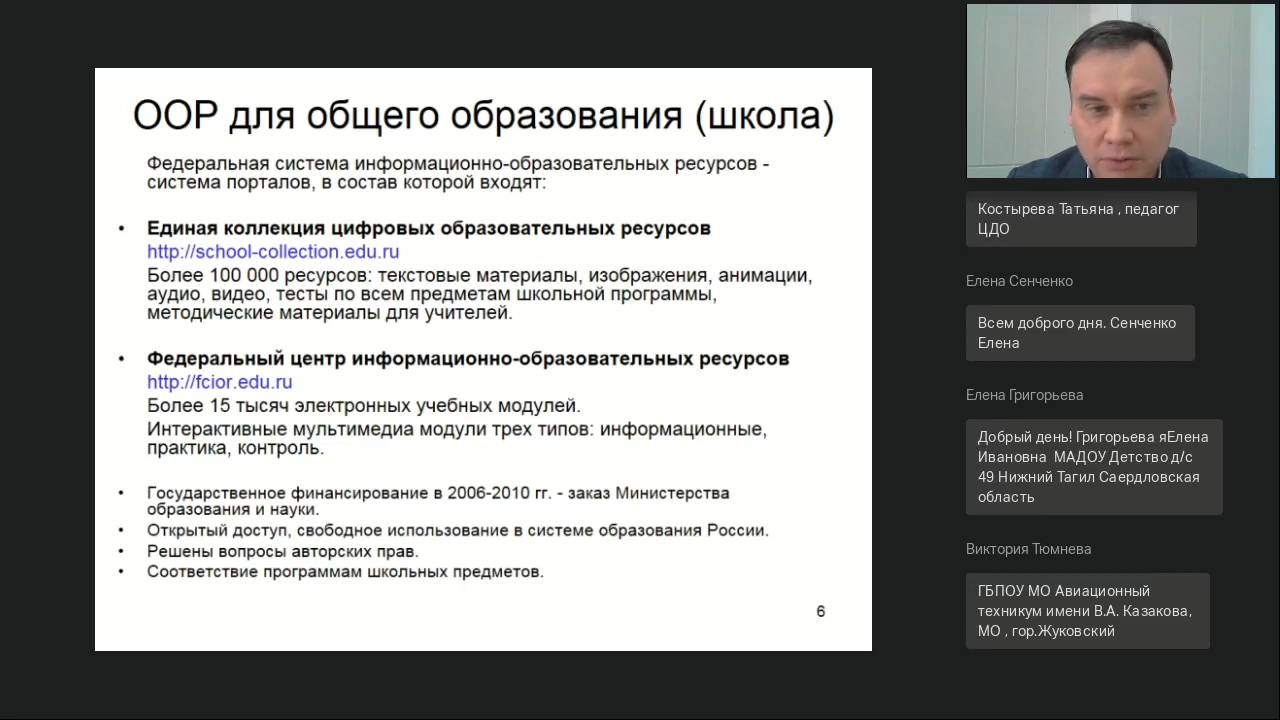 ООР для общего образования (школа)
Федеральная система информационно-образовательных ресурсов -
система порталов, в состав которой входят:
• Единая коллекция цифровых образовательных ресурсов
http://school-collection.edu.ru
Более 100 000 ресурсов: текстовые материалы, изображения, анимации,
аудио, видео, тесты по всем предметам школьной программы,
методические материалы для учителей.
• Федеральный центр информационно-образовательных ресурсов
http://fcior.edu.ru
Более 15 тысяч электронных учебных модулей.
Интерактивные мультимедиа модули трех типов: информационные,
практика, контроль.
• Государственное финансирование в 2006-2010 гг. - заказ Министерства
образования и науки.
• Открытый доступ, свободное использование в системе образования России.
• Решены вопросы авторских прав.
• Соответствие программам школьных предметов.
6
Костырева Татьяна , педагог
ЦДО
Елена Сенченко
Всем доброго дня. Сенченко
Елена
Елена Григорьева
Добрый день! Григорьева яЕлена
Ивановна МАДОУ Детство д/с
49 Нижний Тагил Саердловская
область
Виктория Тюмнева
ГБПОУ МО Авиационный
техникум имени В.А. Казакова,
МО , гор.Жуковский